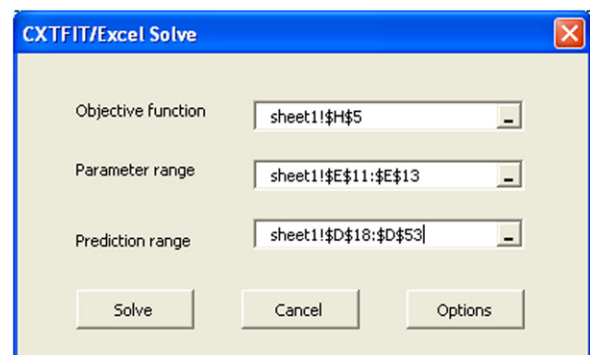 CXTFIT/Excel Solve
Objective function sheet1!$H$5
Parameter range sheet1!$E$11:$E$13
Prediction range sheet1!$D$18:$D$53
Solve Cancel Options